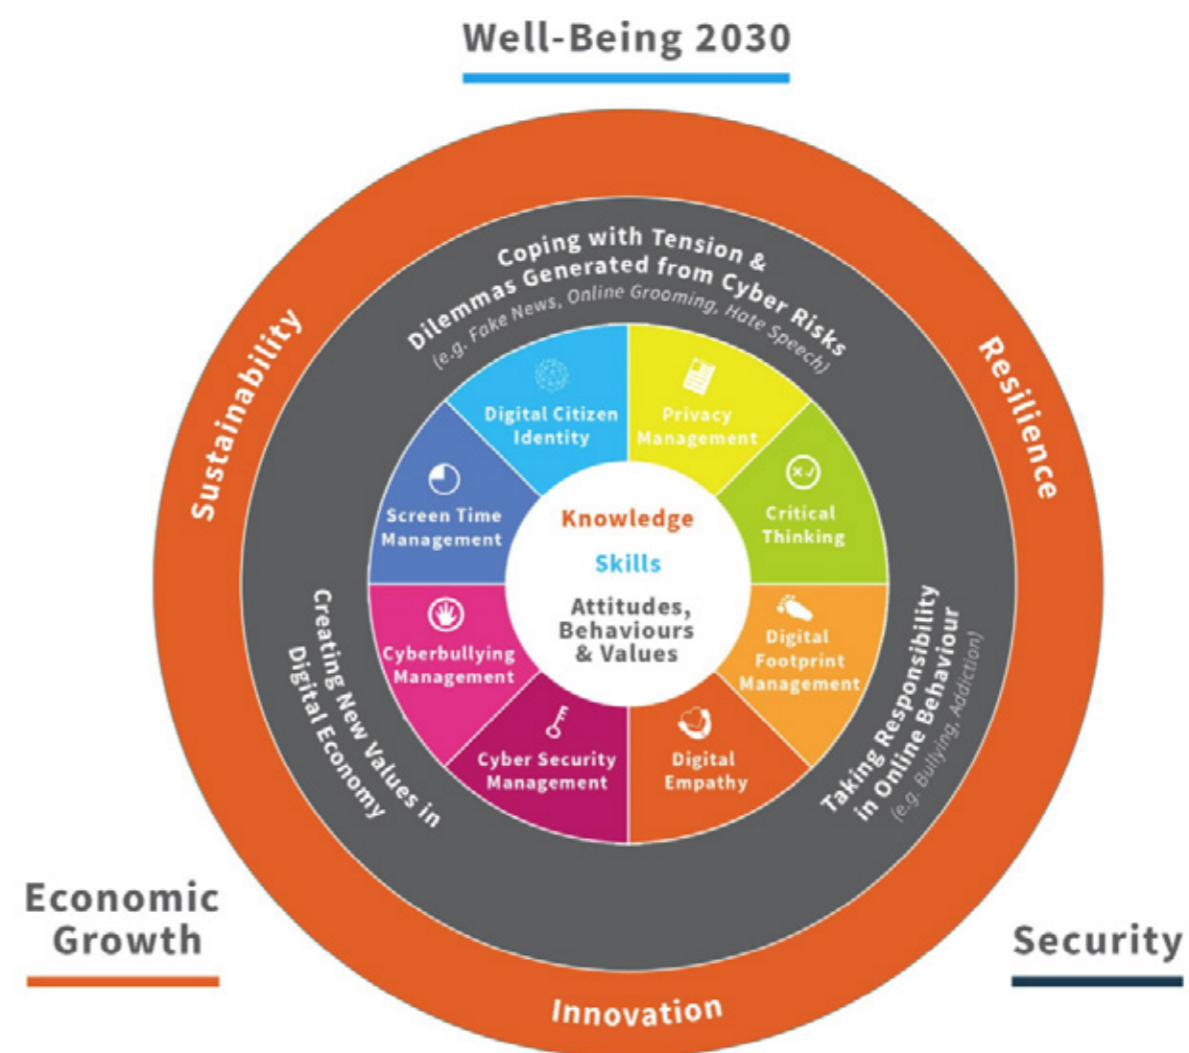 Well-Being 2030
Sustainability
Resilience
Innovation
Coping with Tension &
Dilemmas Generated from Cyber Risks
(e.g. Fake News, Online Grooming, Hate Speech)
Digital Citizen
Identity
Privacy
Management
Screen Time
Management
Critical
Thinking
Knowledge
Skills
Attitudes,
Behaviours
& Values
Cyberbullying
Management
Digital
Footprint
Management
Cyber Security
Management
Digital
Empathy
Creating New Values in
Digital Economy
Taking Responsibility
in Online Behaviour
(e.g. Bullying, Addiction)
Economic
Growth
Security